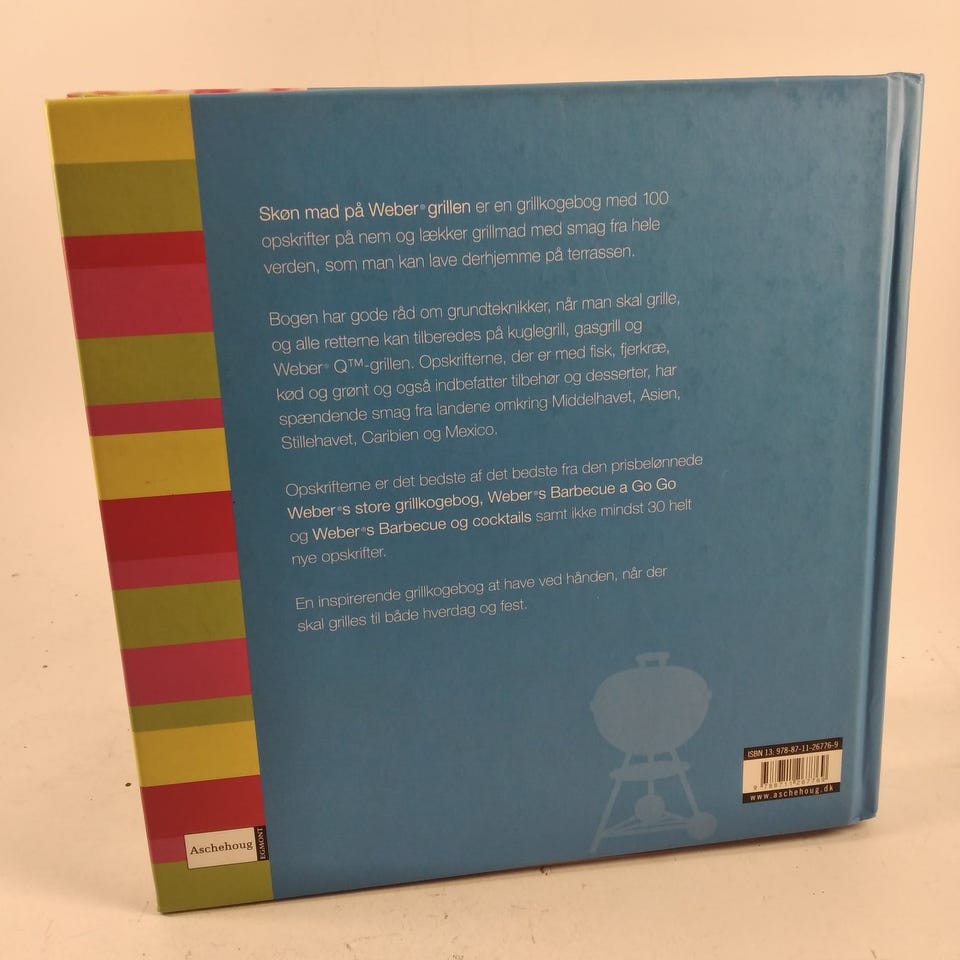 Skøn mad på Weber® grillen er en grillkogebog med 100
opskrifter på nem og lækker grillmad med smag fra hele
verden, som man kan lave derhjemme på terrassen.
Bogen har gode råd om grundteknikker, når man skal grille,
og alle retterne kan tilberedes på kuglegrill, gasgrill og
Weber® Q™-grillen. Opskrifterne, der er med fisk, fjerkræ,
kød og grønt og også indbefatter tilbehør og desserter, har
spændende smag fra landene omkring Middelhavet, Asien,
Stillehavet, Caribien og Mexico.
Opskrifterne er det bedste af det bedste fra den prisbelønnede
Weber®s store grillkogebog, Weber®s Barbecue a Go Go
og Weber®s Barbecue og cocktails samt ikke mindst 30 helt
nye opskrifter.
En inspirerende grillkogebog at have ved hånden, når der
skal grilles til både hverdag og fest.
ISBN 13: 978-87-11-26776-9
9 788711 267769
www.aschehoug.dk
Aschehoug
EGMONT